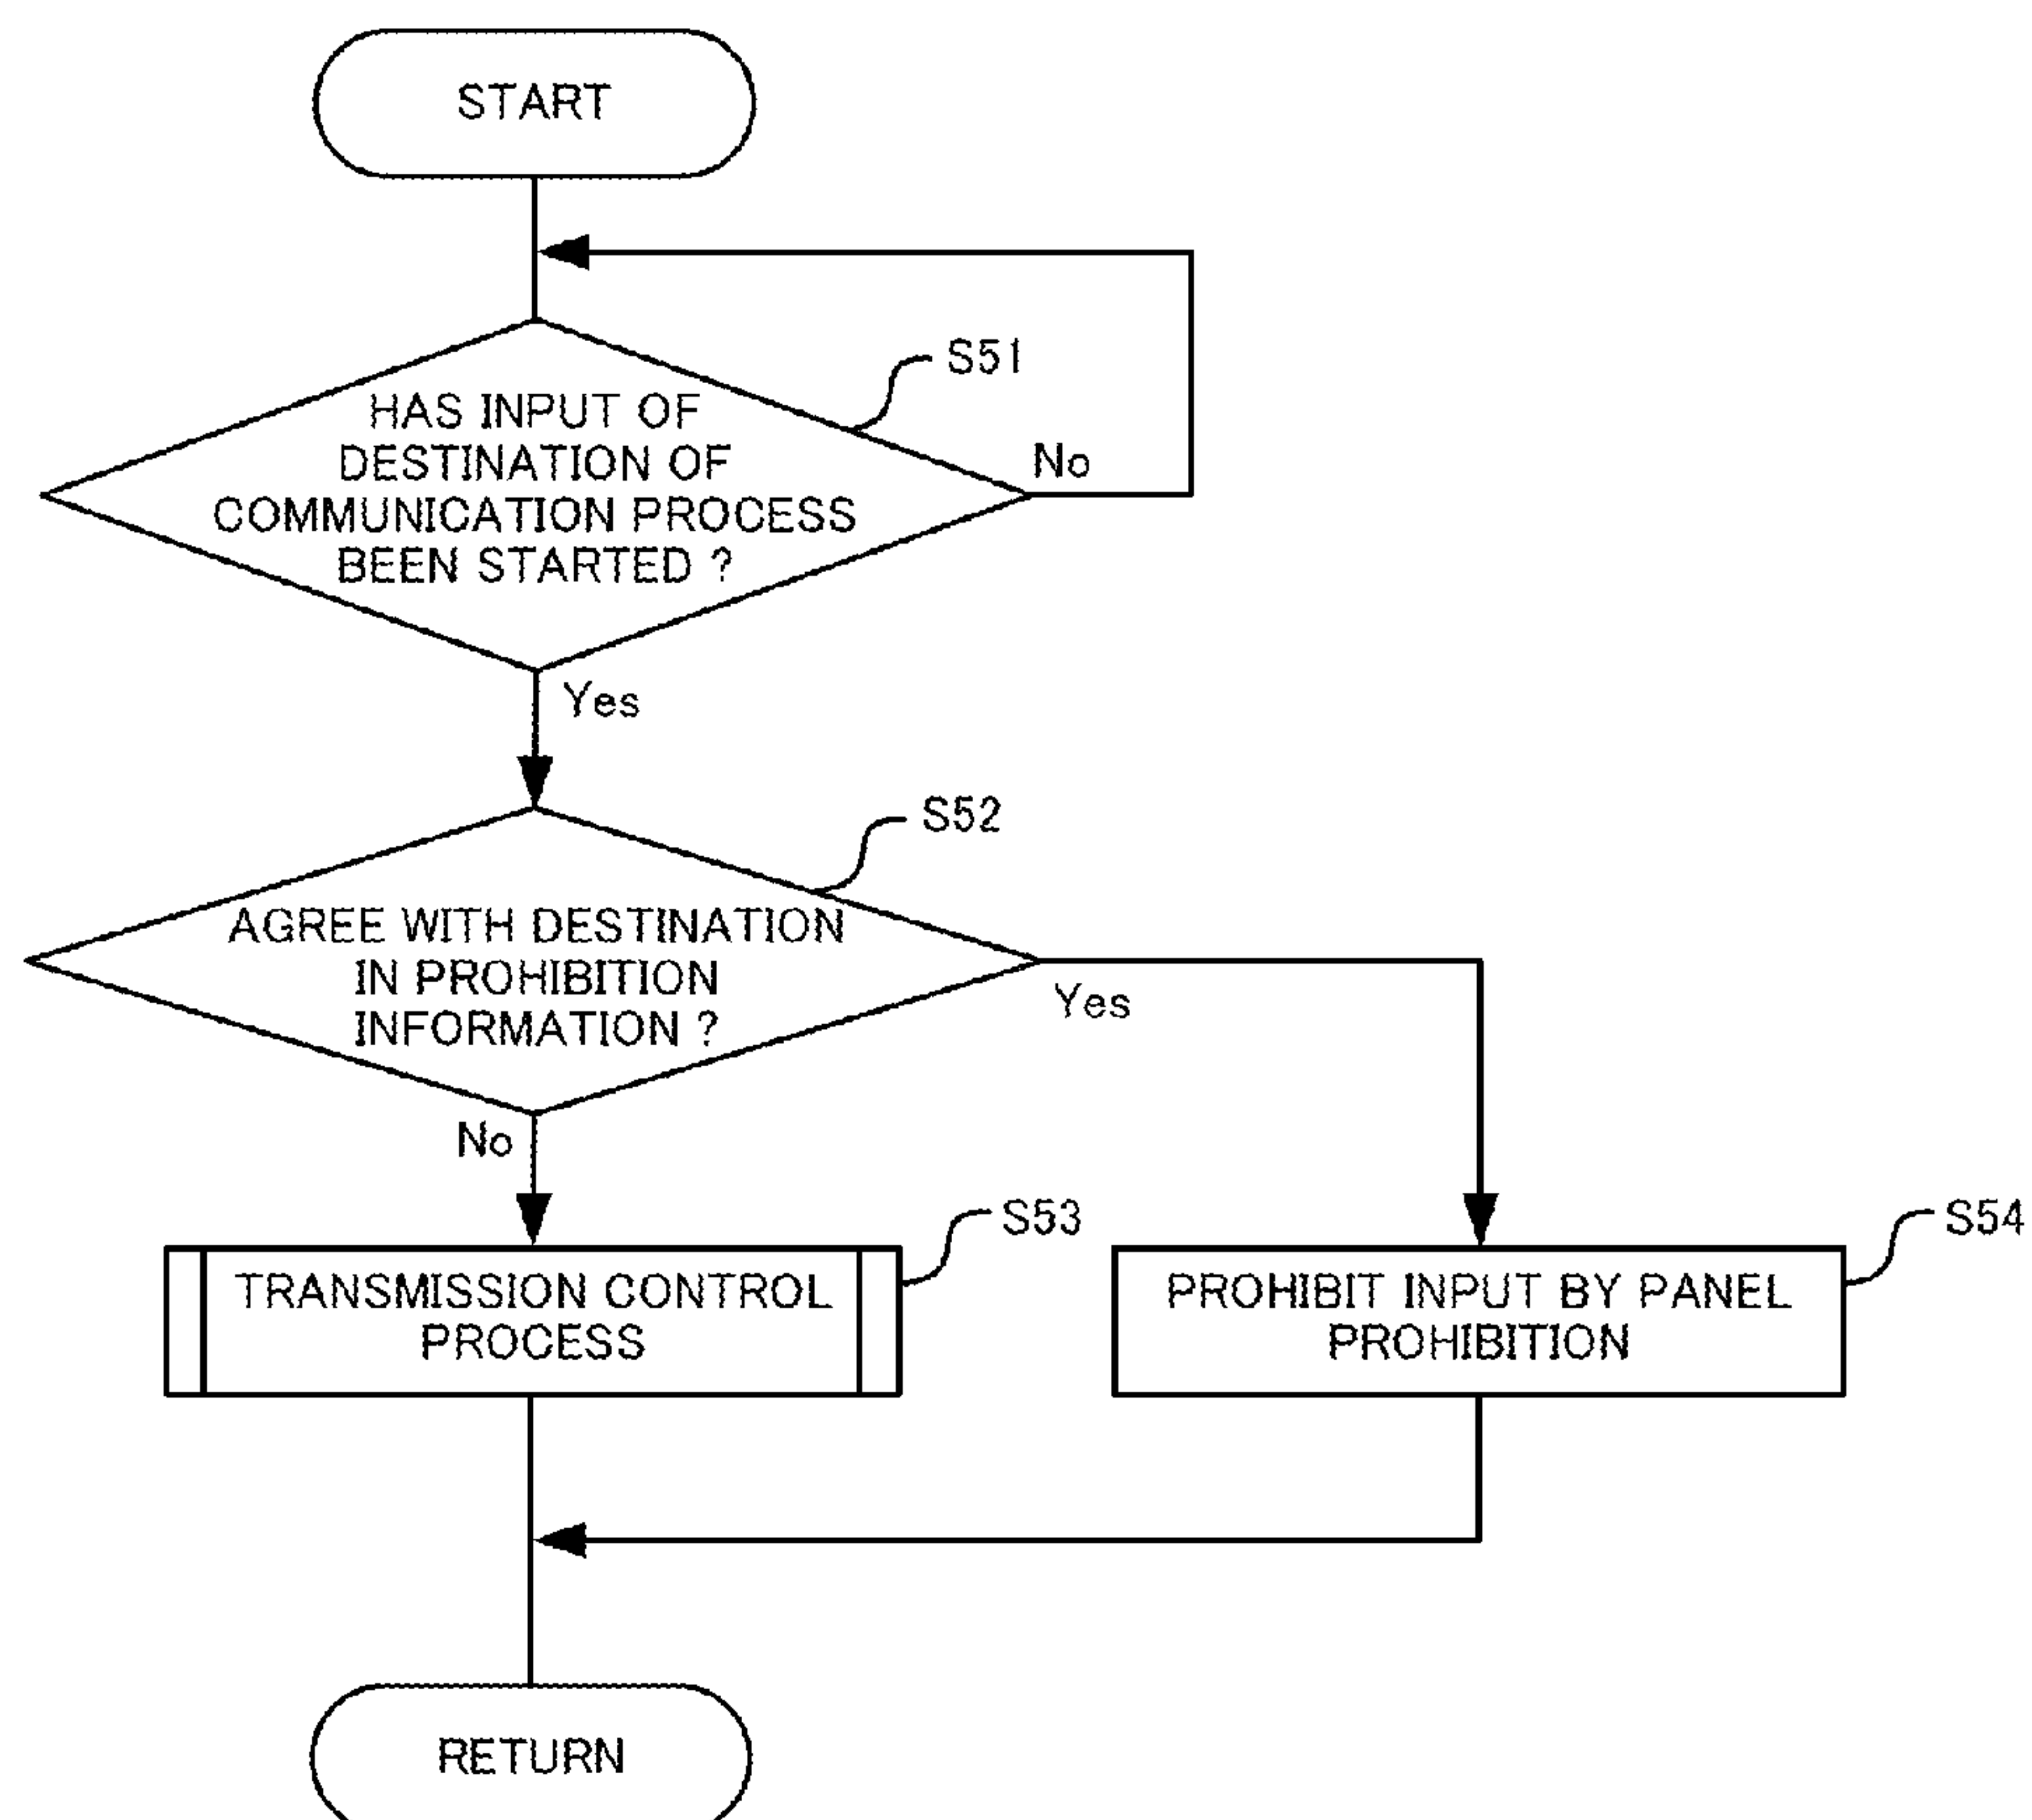 START
S51
HAS INPUT OF
DESTINATION OF
COMMUNICATION PROCESS
BEEN STARTED ?
No
Yes
S52
AGREE WITH DESTINATION
IN PROHIBITION
INFORMATION ?
Yes
No
S53
TRANSMISSION CONTROL
PROCESS
S54
PROHIBIT INPUT BY PANEL
PROHIBITION
RETURN